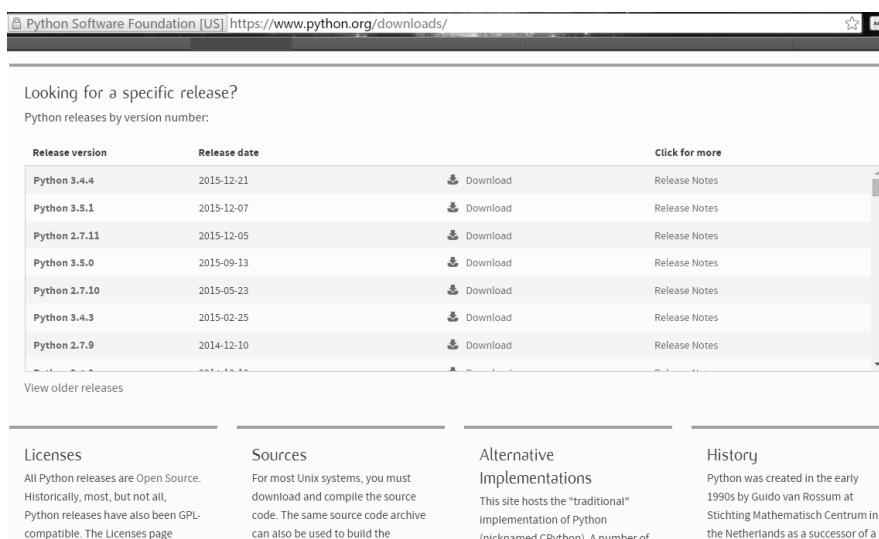 Python Software Foundation [US] https://www.python.org/downloads/
Looking for a specific release?
Python releases by version number:
Release version Release date Click for more
Python 3.4.4 2015-12-21 Download Release Notes
Python 3.5.1 2015-12-07 Download Release Notes
Python 2.7.11 2015-12-05 Download Release Notes
Python 3.5.0 2015-09-13 Download Release Notes
Python 2.7.10 2015-05-23 Download Release Notes
Python 3.4.3 2015-02-25 Download Release Notes
Python 2.7.9 2014-12-10 Download Release Notes
View older releases
Licenses
All Python releases are Open Source.
Historically, most, but not all,
Python releases have also been GPL-
compatible. The Licenses page
Sources
For most Unix systems, you must
download and compile the source
code. The same source code archive
can also be used to build the
Alternative
Implementations
This site hosts the "traditional"
implementation of Python
(nicknamed CPython). A number of
History
Python was created in the early
1990s by Guido van Rossum at
Stichting Mathematisch Centrum in
the Netherlands as a successor of a